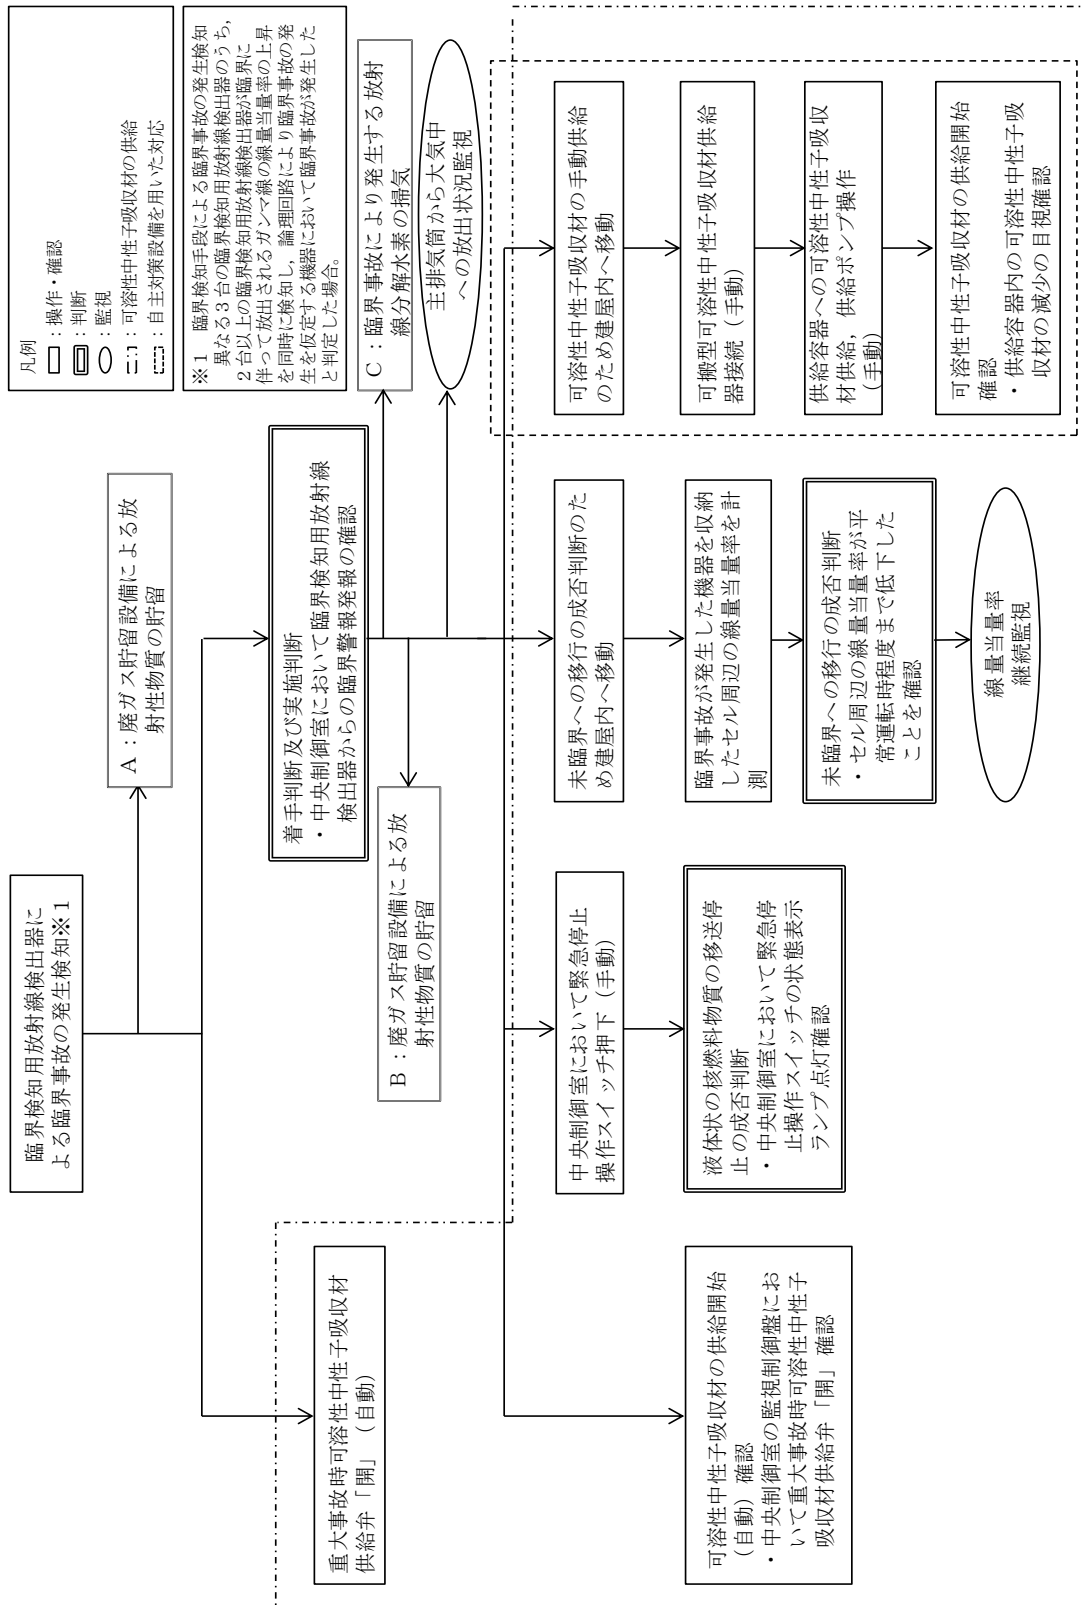 臨界検知用放射線検出器に
よる臨界事故の発生検知※１
凡例
：操作・確認
：判断
：監視
：可溶性中性子吸収材の供給
：自主対策設備を用いた対応
※１　臨界検知手段による臨界事故の発生検知
異なる３台の臨界検知用放射線検出器のうち，
２台以上の臨界検知用放射線検出器が臨界に
伴って放出されるガンマ線の線量当量率の上昇
を同時に検知し，論理回路により臨界事故の発
生を仮定する機器において臨界事故が発生した
と判定した場合。
Ａ：廃ガス貯留設備による放
射性物質の貯留
重大事故時可溶性中性子吸収材
供給弁「開」（自動）
着手判断及び実施判断
・中央制御室において臨界検知用放射線
検出器からの臨界警報発報の確認
Ｂ：廃ガス貯留設備による放
射性物質の貯留
Ｃ：臨界事故により発生する放射
線分解水素の掃気
主排気筒から大気中
への放出状況監視
可溶性中性子吸収材の供給開始
（自動）確認
・中央制御室の監視制御盤にお
いて重大事故時可溶性中性子
吸収材供給弁「開」確認
中央制御室において緊急停止
操作スイッチ押下（手動）
液体状の核燃料物質の移送停
止の成否判断
・中央制御室において緊急停
止操作スイッチの状態表示
ランプ点灯確認
未臨界への移行の成否判断のた
め建屋内へ移動
臨界事故が発生した機器を収納
したセル周辺の線量当量率を計
測
未臨界への移行の成否判断
・セル周辺の線量当量率が平
常運転時程度まで低下した
ことを確認
線量当量率
継続監視
可溶性中性子吸収材の手動供給
のため建屋内へ移動
可搬型可溶性中性子吸収材供給
器接続（手動）
供給容器への可溶性中性子吸収
材供給，供給ポンプ操作
（手動）
可溶性中性子吸収材の供給開始
確認
・供給容器内の可溶性中性子吸
収材の減少の目視確認